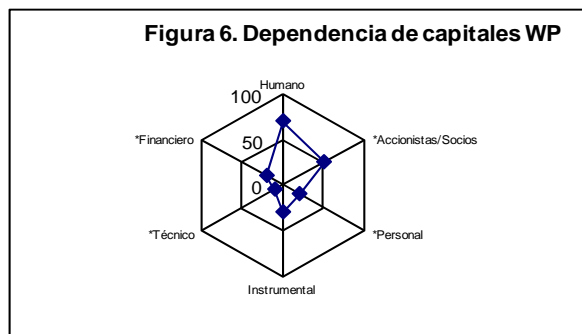 Figura 6. Dependencia de capitales WP
Humano
100
*Financiero
*Accionistas/Socios
50
0
*Técnico
*Personal
Instrumental